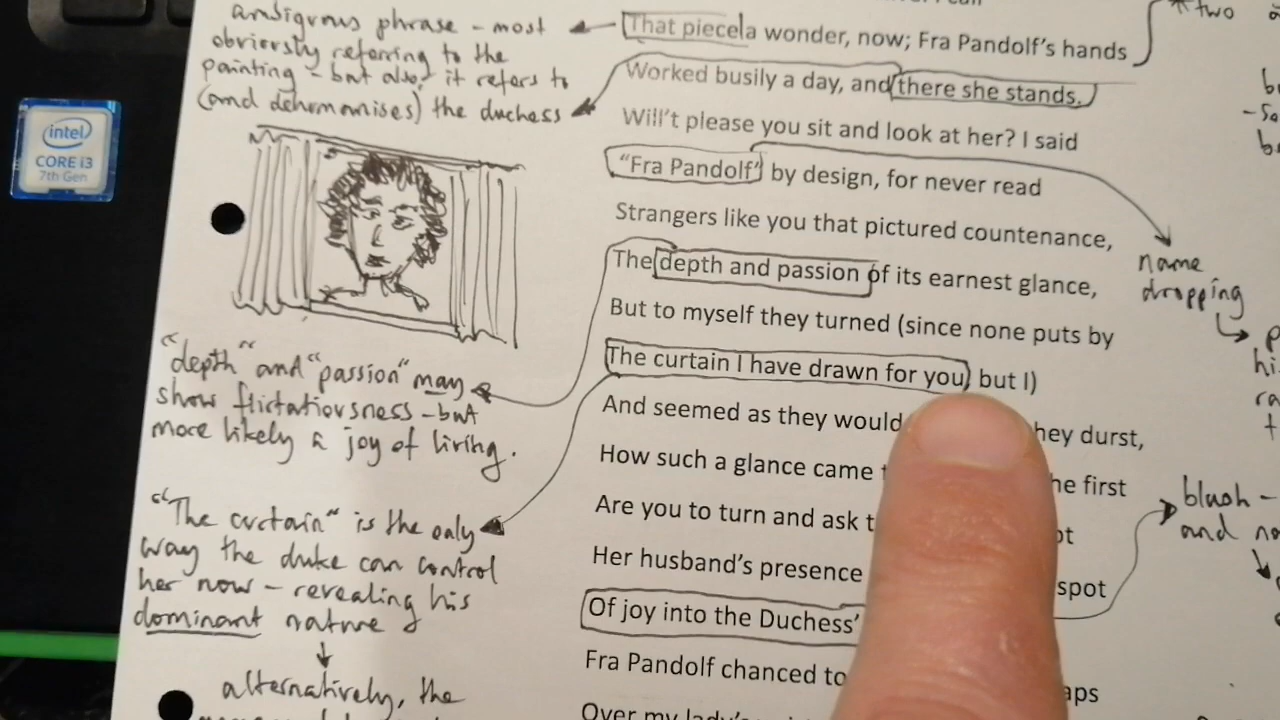 ambiguous phrase - most
obviously referring to the
painting - but also it refers to
(and dehumanises) the duchess
"depth" and "passion" may
show flirtatiousness - but
more likely a joy of living.
"The curtain" is the only
way the duke can control
her now - revealing his
dominant nature
alternatively, the
That piece a wonder, now; Fra Pandolf's hands
Worked busily a day, and there she stands.
Will't please you sit and look at her? I said
"Fra Pandolf" by design, for never read
Strangers like you that pictured countenance,
The depth and passion of its earnest glance,
But to myself they turned (since none puts by
The curtain I have drawn for you, but I)
And seemed as they would hey durst,
How such a glance came he first
Are you to turn and ask t
Her husband's presence spot
Of joy into the Duchess'
Fra Pandolf chanced to aps
Over my lady's
two
name
dropping
blush -
and
intel
CORE i3
7th Gen